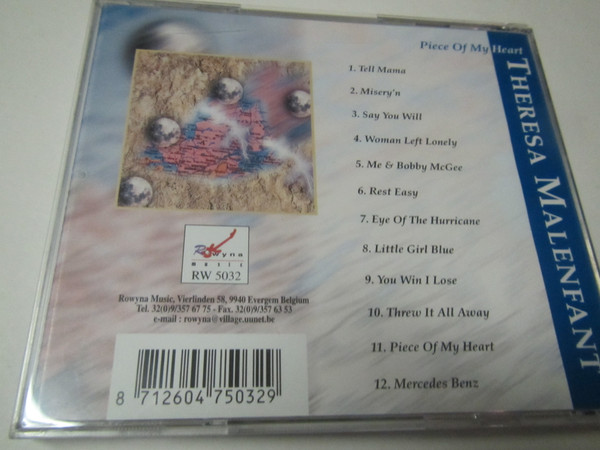 Piece Of My Heart
1. Tell Mama
2. Misery'n
3. Say You Will
4. Woman Left Lonely
5. Me & Bobby McGee
6. Rest Easy
7. Eye Of The Hurricane
8. Little Girl Blue
9. You Win I Lose
10. Threw It All Away
11. Piece Of My Heart
12. Mercedes Benz
THERESA MALENFANT
Rowyna
Music
RW 5032
Rowyna Music, Vierlinden 58, 9940 Evergem Belgium
Tel. 32(0)9/357 67 75 - Fax. 32(0)9/357 63 53
e-mail : rowyna@village.uunet.be
8 712604 750329